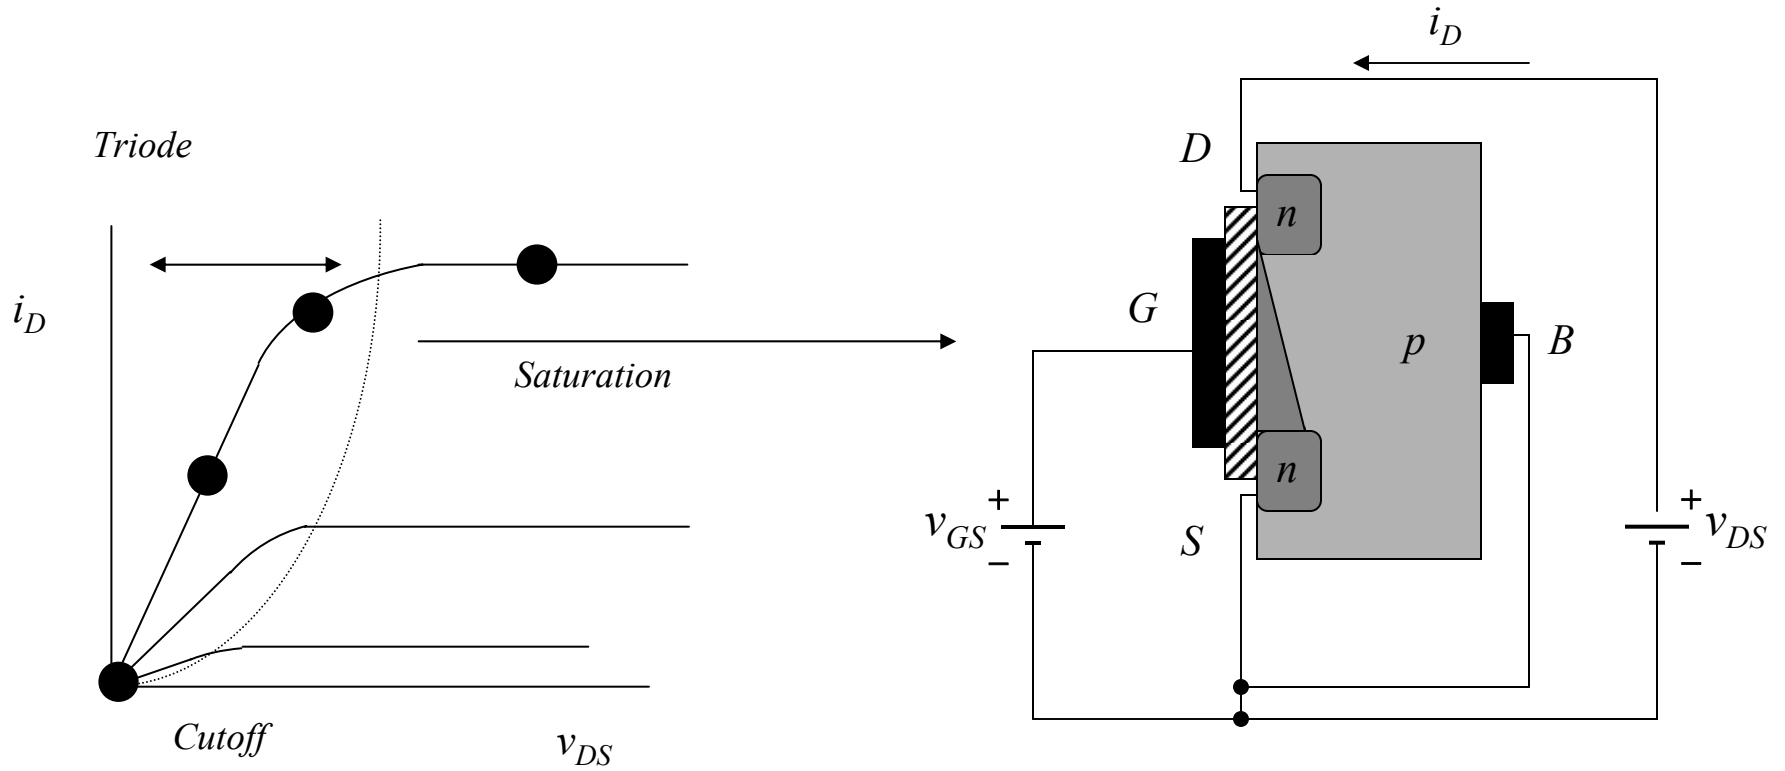 Triode
i_D
Saturation
Cutoff
v_DS
i_D
D
n
G
p
B
n
S
+
v_GS
−
+
v_DS
−